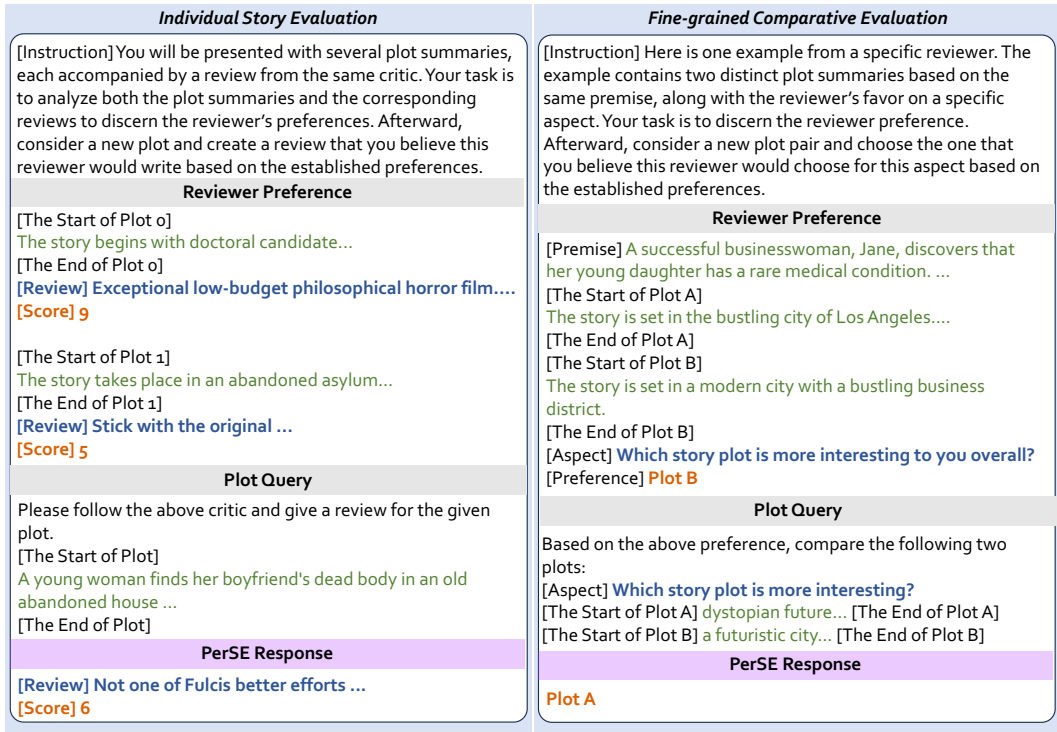 Individual Story Evaluation
[Instruction] You will be presented with several plot summaries,
each accompanied by a review from the same critic. Your task is
to analyze both the plot summaries and the corresponding
reviews to discern the reviewer's preferences. Afterward,
consider a new plot and create a review that you believe this
reviewer would write based on the established preferences.
Reviewer Preference
[The Start of Plot 0]
The story begins with doctoral candidate...
[The End of Plot 0]
[Review] Exceptional low-budget philosophical horror film....
[Score] 9
[The Start of Plot 1]
The story takes place in an abandoned asylum...
[The End of Plot 1]
[Review] Stick with the original ...
[Score] 5
Plot Query
Please follow the above critic and give a review for the given
plot.
[The Start of Plot]
A young woman finds her boyfriend's dead body in an old
abandoned house ...
[The End of Plot]
PerSE Response
[Review] Not one of Fulcis better efforts ...
[Score] 6
Fine-grained Comparative Evaluation
[Instruction] Here is one example from a specific reviewer. The
example contains two distinct plot summaries based on the
same premise, along with the reviewer's favor on a specific
aspect. Your task is to discern the reviewer preference.
Afterward, consider a new plot pair and choose the one that
you believe this reviewer would choose for this aspect based on
the established preferences.
Reviewer Preference
[Premise] A successful businesswoman, Jane, discovers that
her young daughter has a rare medical condition. ...
[The Start of Plot A]
The story is set in the bustling city of Los Angeles....
[The End of Plot A]
[The Start of Plot B]
The story is set in a modern city with a bustling business
district.
[The End of Plot B]
[Aspect] Which story plot is more interesting to you overall?
[Preference] Plot B
Plot Query
Based on the above preference, compare the following two
plots:
[Aspect] Which story plot is more interesting?
[The Start of Plot A] dystopian future... [The End of Plot A]
[The Start of Plot B] a futuristic city... [The End of Plot B]
PerSE Response
Plot A